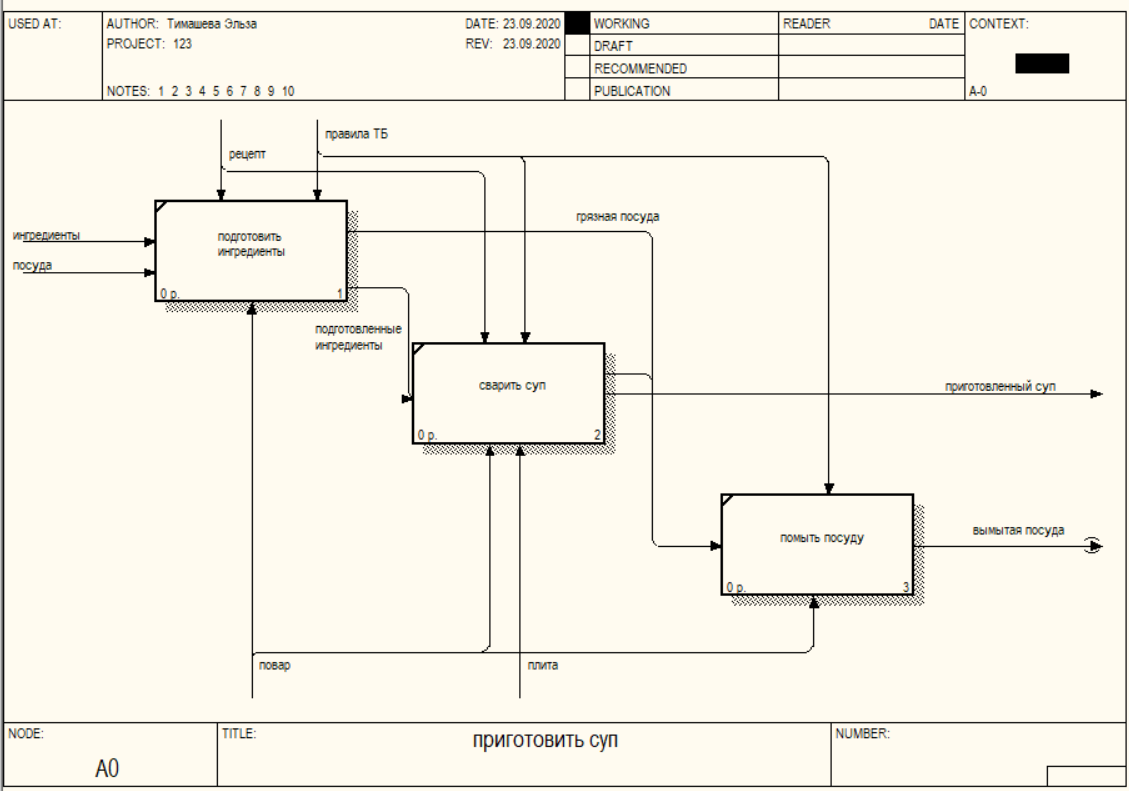 USED AT:
AUTHOR: Тимашева Эльза
DATE: 23.09.2020
WORKING
READER
DATE
CONTEXT:
PROJECT: 123
REV: 23.09.2020
DRAFT
RECOMMENDED
NOTES: 1 2 3 4 5 6 7 8 9 10
PUBLICATION
A-0
правила ТБ
рецепт
грязная посуда
ингредиенты
посуда
подготовить
ингредиенты
0 р.
1
подготовленные
ингредиенты
сварить суп
0 р.
2
приготовленный суп
помыть посуду
0 р.
3
вымытая посуда
повар
плита
NODE:
A0
TITLE:
приготовить суп
NUMBER: